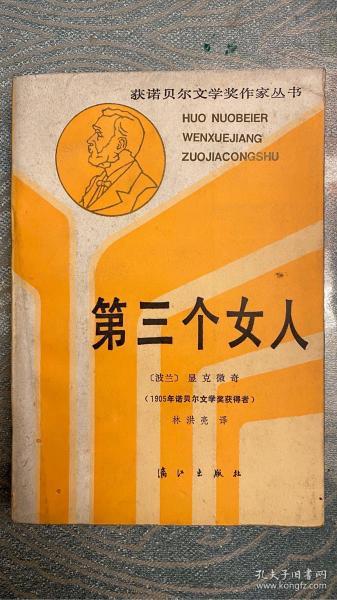 获诺贝尔文学奖作家丛书
HUO NUOBEIER
WENXUEJIANG
ZUOJIACONGSHU
第三个女人
〔波兰〕显克微奇
（1905年诺贝尔文学奖获得者）
林洪亮 译
漓江出版社
孔夫子旧书网
kongfz.com